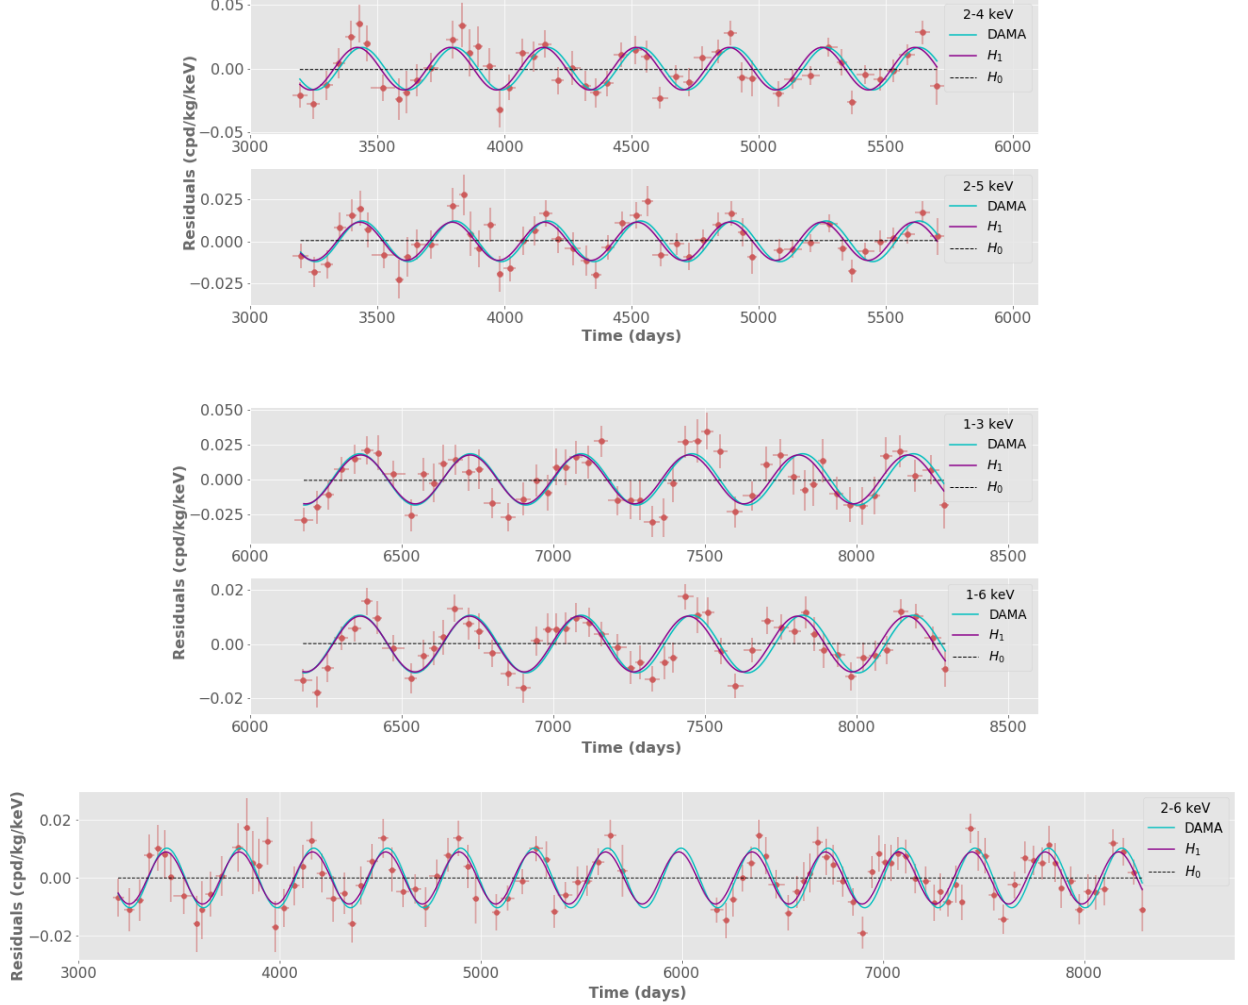 0.05
0.00
−0.05
2-4 keV
DAMA
H1
H0
3000 3500 4000 4500 5000 5500 6000
Residuals (cpd/kg/keV)
0.025
0.000
−0.025
2-5 keV
DAMA
H1
H0
3000 3500 4000 4500 5000 5500 6000
Time (days)
0.050
0.025
0.000
−0.025
1-3 keV
DAMA
H1
H0
6000 6500 7000 7500 8000 8500
Residuals (cpd/kg/keV)
0.02
0.00
−0.02
1-6 keV
DAMA
H1
H0
6000 6500 7000 7500 8000 8500
Time (days)
Residuals (cpd/kg/keV)
0.02
0.00
−0.02
2-6 keV
DAMA
H1
H0
3000 4000 5000 6000 7000 8000
Time (days)